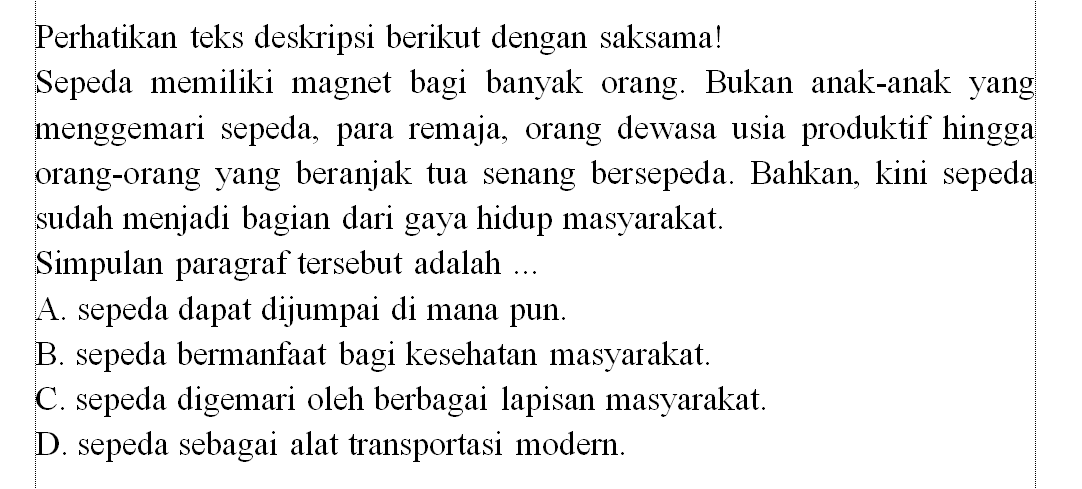 Perhatikan teks deskripsi berikut dengan saksama!
Sepeda memiliki magnet bagi banyak orang. Bukan anak-anak yang
menggemari sepeda, para remaja, orang dewasa usia produktif hingga
orang-orang yang beranjak tua senang bersepeda. Bahkan, kini sepeda
sudah menjadi bagian dari gaya hidup masyarakat.
Simpulan paragraf tersebut adalah ...
A. sepeda dapat dijumpai di mana pun.
B. sepeda bermanfaat bagi kesehatan masyarakat.
C. sepeda digemari oleh berbagai lapisan masyarakat.
D. sepeda sebagai alat transportasi modern.